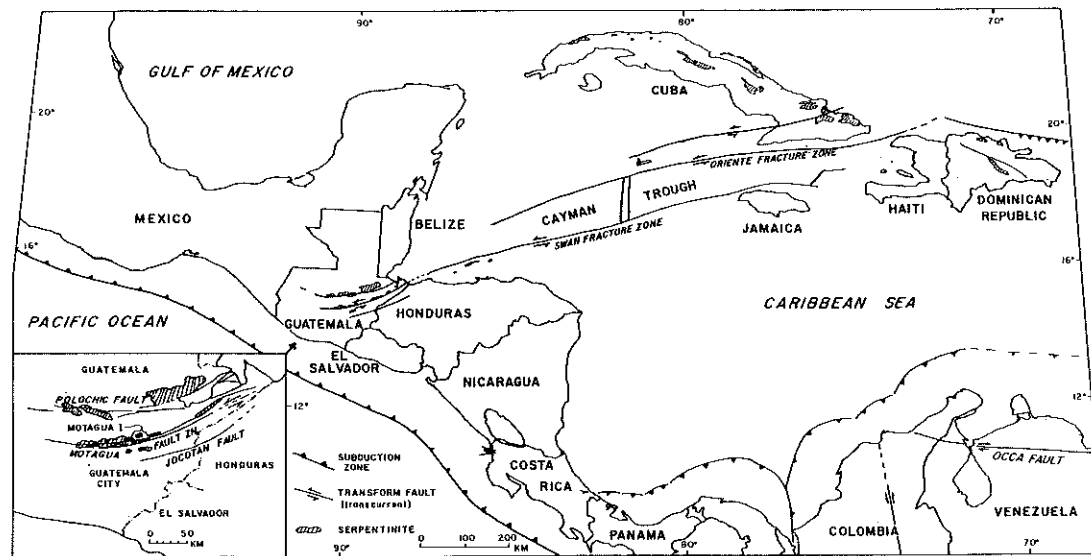 90°
80°
70°
GULF OF MEXICO
CUBA
20°
20°
ORIENTE FRACTURE ZONE
CAYMAN
TROUGH
MEXICO
BELIZE
HAITI
DOMINICAN
REPUBLIC
JAMAICA
SWAN FRACTURE ZONE
16°
16°
CARIBBEAN SEA
PACIFIC OCEAN
GUATEMALA
HONDURAS
EL
SALVADOR
NICARAGUA
GUATEMALA
POLOCHIC FAULT
MOTAGUA I
MOTAGUA
FAULT ZN.
JOCOTAN FAULT
GUATEMALA
CITY
HONDURAS
EL SALVADOR
0 50
KM
12°
12°
SUBDUCTION
ZONE
TRANSFORM FAULT
(transcurrent)
SERPENTINITE
COSTA
RICA
PANAMA
OCCA FAULT
COLOMBIA
VENEZUELA
90°
0 100 200
KM
80°
70°